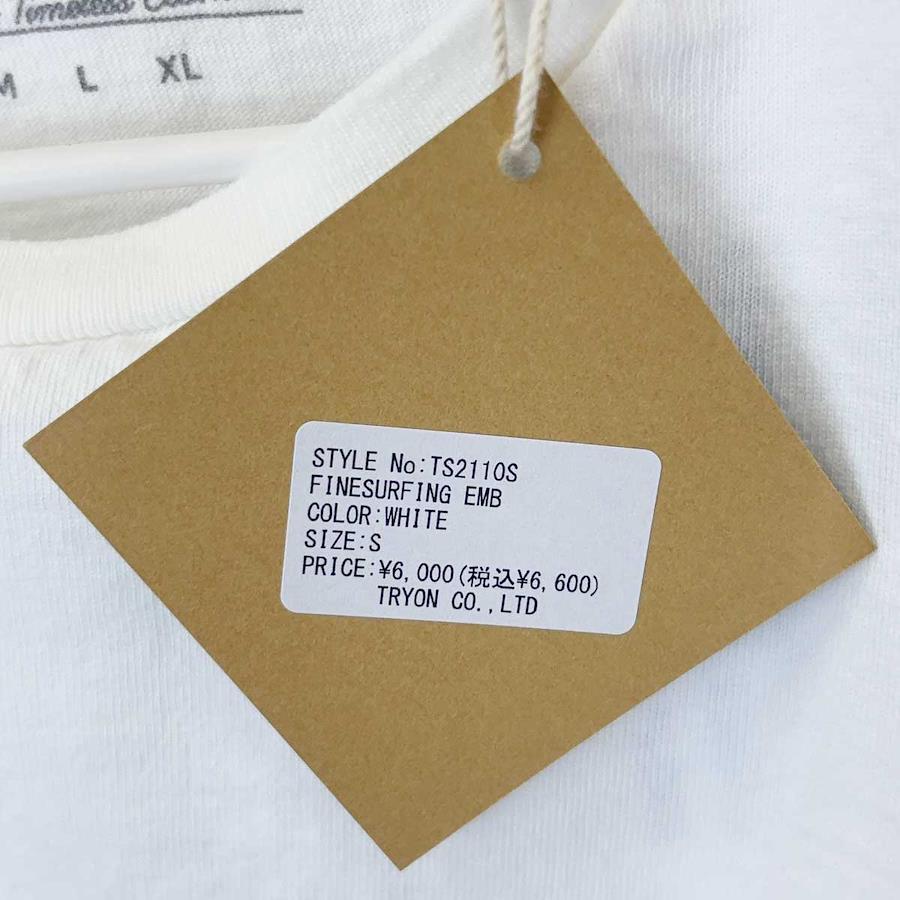 Timeless
M L XL
STYLE No:TS2110S
FINESURFING EMB
COLOR:WHITE
SIZE:S
PRICE:¥6,000(税込¥6,600)
TRYON CO.,LTD